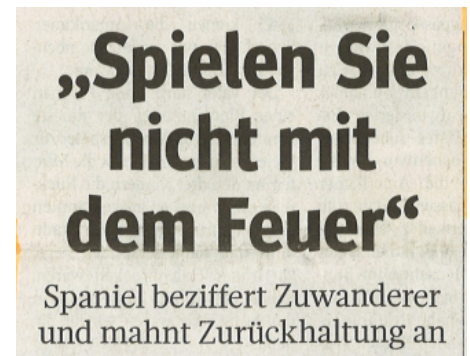 „Spielen Sie
nicht mit
dem Feuer“
Spaniel beziffert Zuwanderer
und mahnt Zurückhaltung an